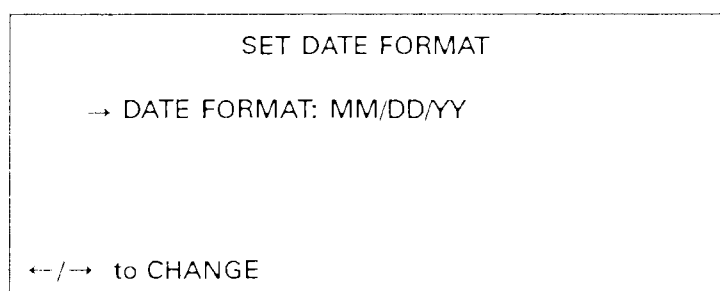 SET DATE FORMAT
→ DATE FORMAT: MM/DD/YY
←/→ to CHANGE